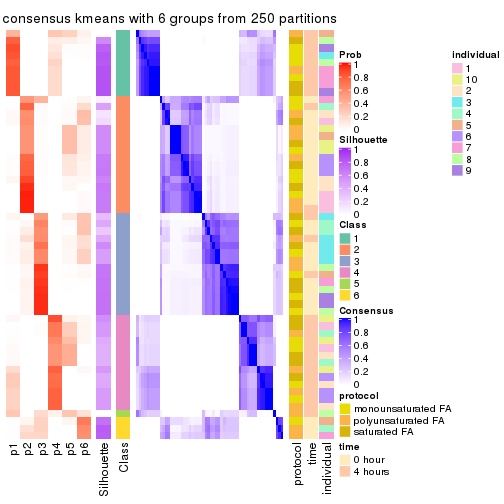 consensus kmeans with 6 groups from 250 partitions
Prob
1
0.8
0.6
0.4
0.2
0
Silhouette
1
0.8
0.6
0.4
0.2
0
Class
1
2
3
4
5
6
Consensus
1
0.8
0.6
0.4
0.2
0
protocol
monounsaturated FA
polyunsaturated FA
saturated FA
time
0 hour
4 hours
individual
1
10
2
3
4
5
6
7
8
9
p1
p2
p3
p4
p5
p6
Silhouette
Class
protocol
time
individual